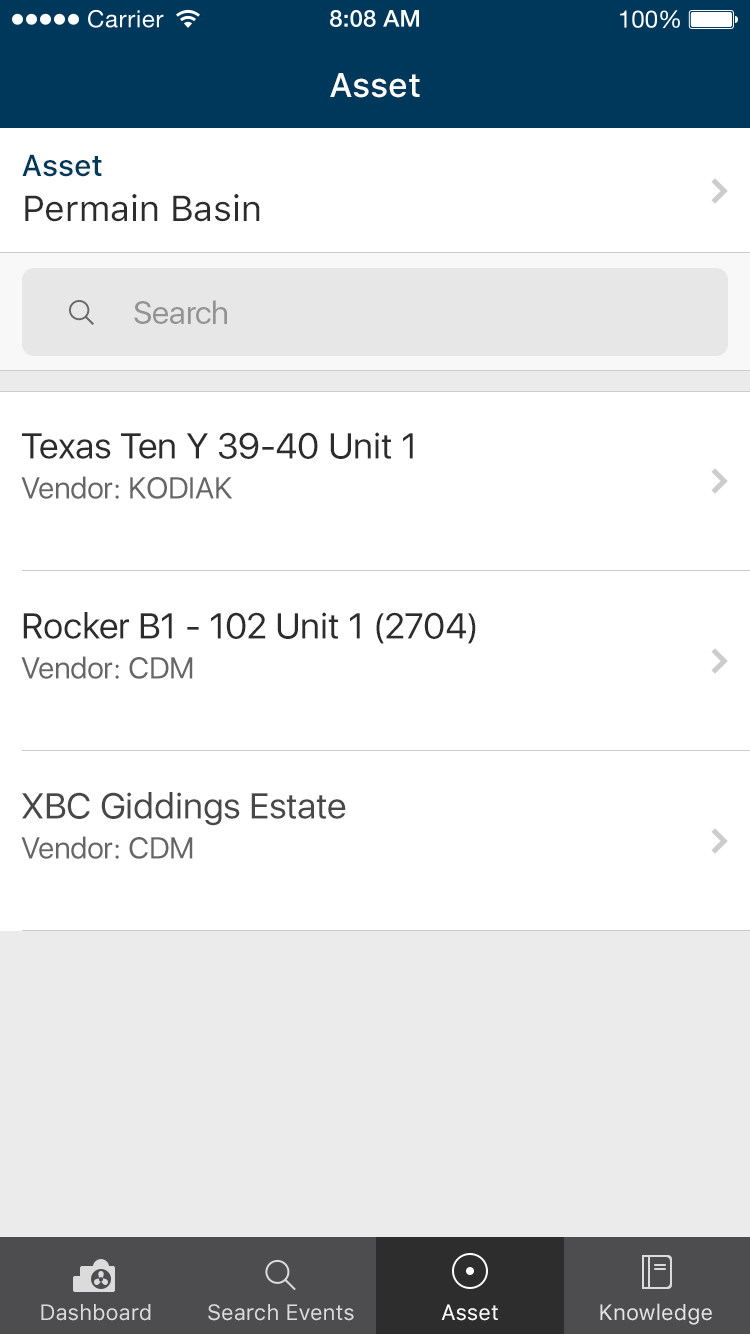 Carrier 8:08 AM 100%
Asset
Asset
Permain Basin
Search
Texas Ten Y 39-40 Unit 1
Vendor: KODIAK
Rocker B1 - 102 Unit 1 (2704)
Vendor: CDM
XBC Giddings Estate
Vendor: CDM
Dashboard Search Events Asset Knowledge